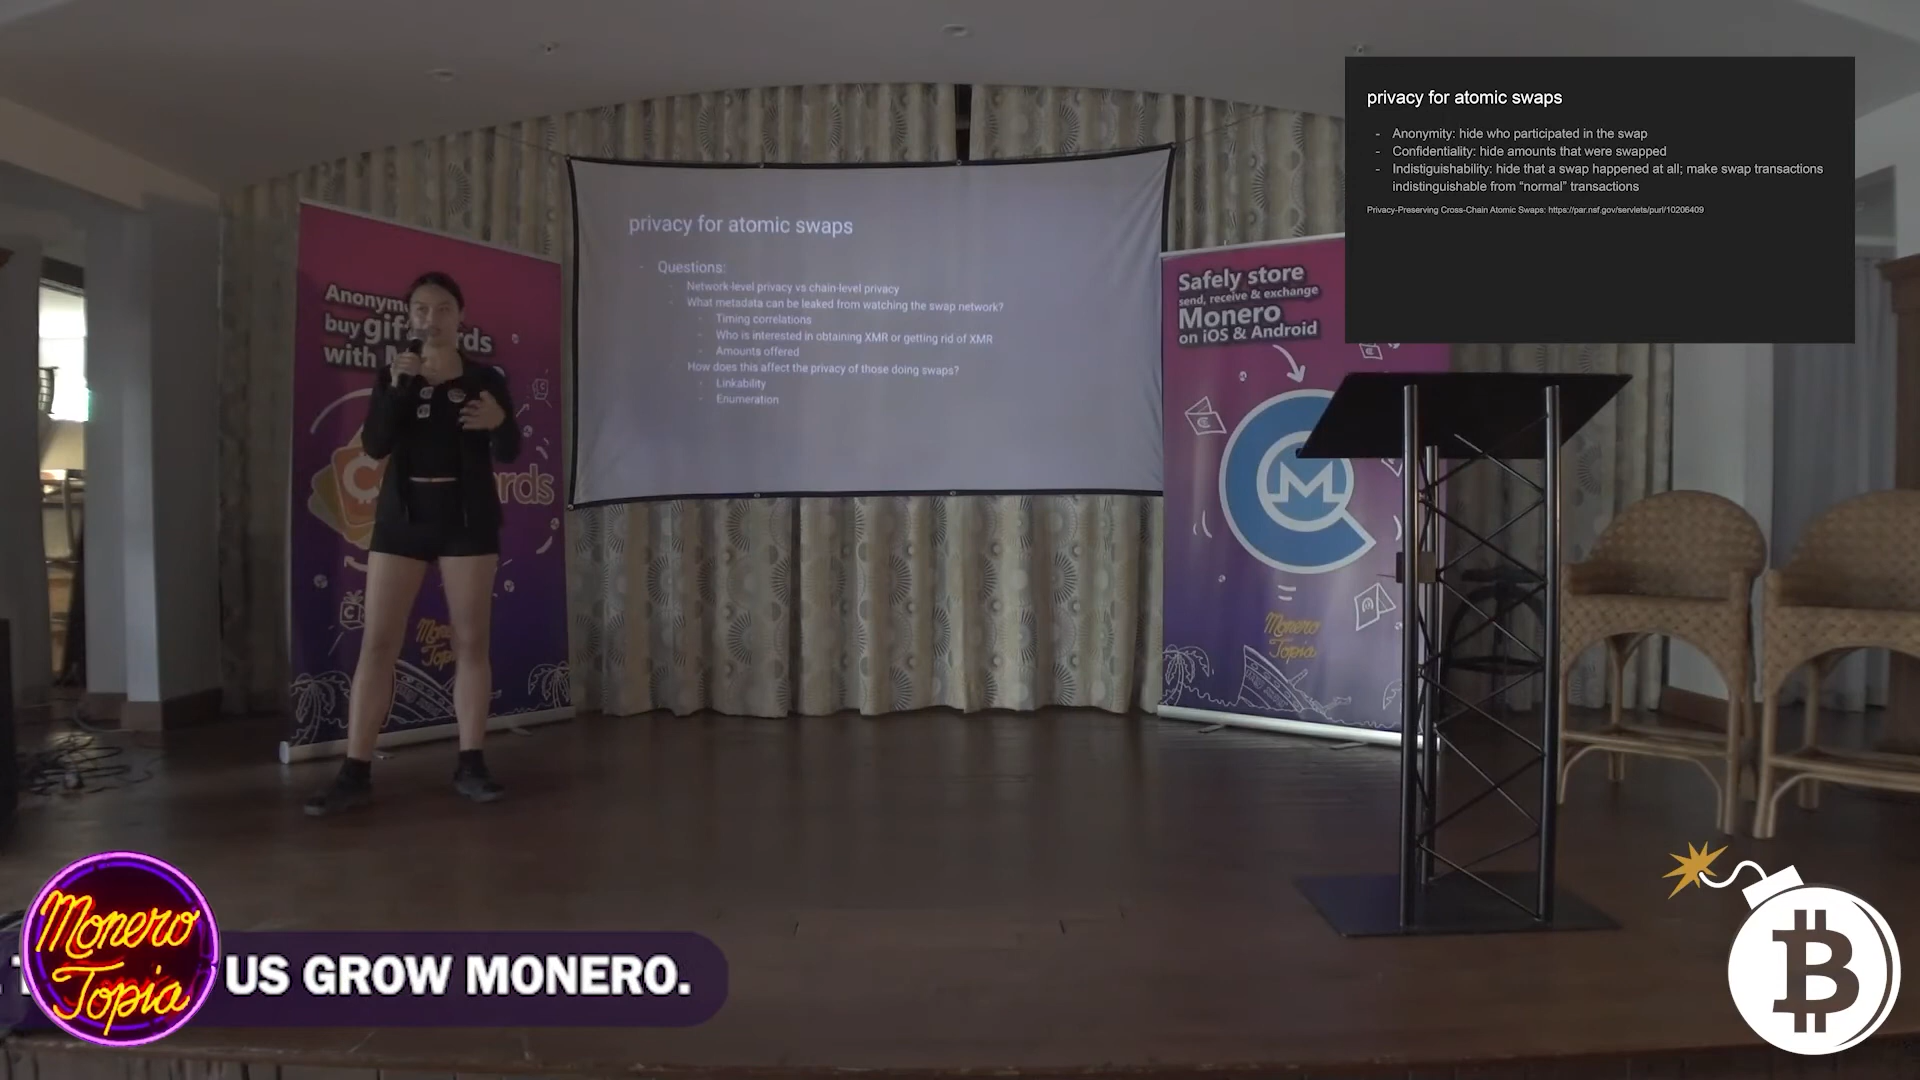 privacy for atomic swaps
- Anonymity: hide who participated in the swap
- Confidentiality: hide amounts that were swapped
- Indistiguishability: hide that a swap happened at all; make swap transactions
indistinguishable from “normal” transactions
Privacy-Preserving Cross-Chain Atomic Swaps: https://par.nsf.gov/servlets/purl/10206409
privacy for atomic swaps
- Questions:
- Network-level privacy vs chain-level privacy
- What metadata can be leaked from watching the swap network?
- Timing correlations
- Who is interested in obtaining XMR or getting rid of XMR
- Amounts offered
- How does this affect the privacy of those doing swaps?
- Linkability
- Enumeration
buy
with
rds
Monero
Safely store
send, receive & exchange
Monero
on iOS & Android
M
Monero
Topia
Monero
Topia
US GROW MONERO.
B